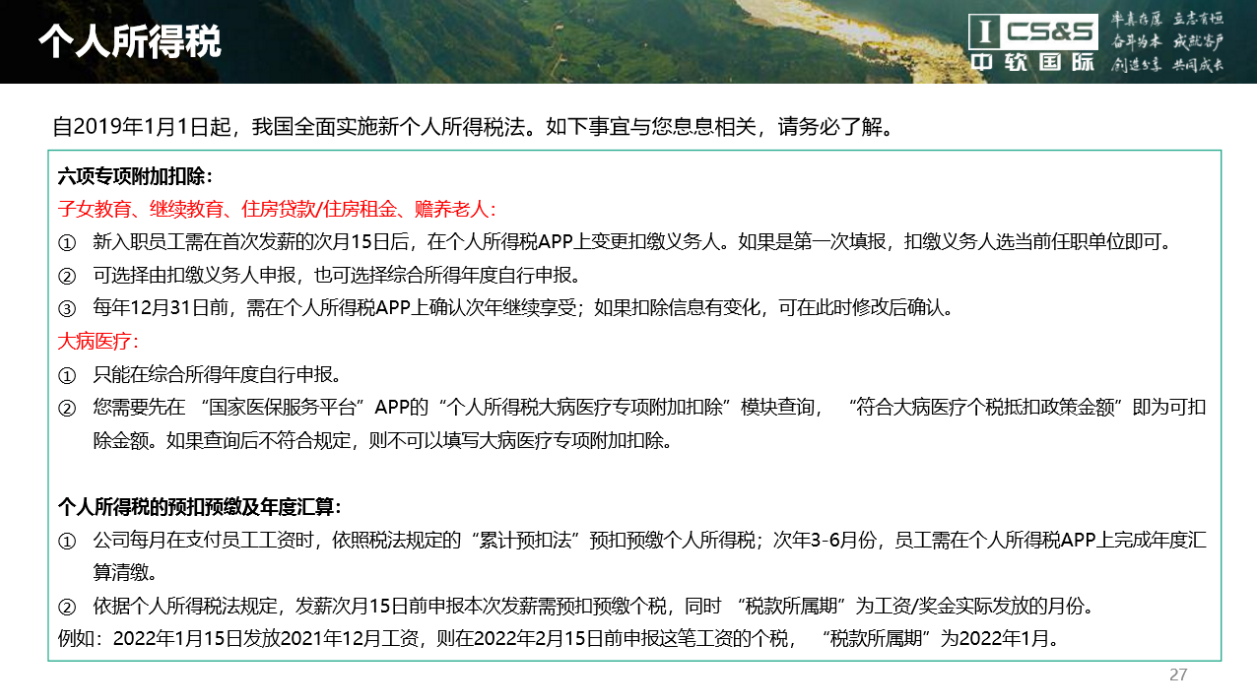 个人所得税
I CS&S
中软国际
率真存厚 立志有恒
奋斗为本 成就客户
创造分享 共同成长
自2019年1月1日起，我国全面实施新个人所得税法。如下事宜与您息息相关，请务必了解。
六项专项附加扣除：
子女教育、继续教育、住房贷款/住房租金、赡养老人：
① 新入职员工需在首次发薪的次月15日后，在个人所得税APP上变更扣缴义务人。如果是第一次填报，扣缴义务人选当前任职单位即可。
② 可选择由扣缴义务人申报，也可选择综合所得年度自行申报。
③ 每年12月31日前，需在个人所得税APP上确认次年继续享受；如果扣除信息有变化，可在此时修改后确认。
大病医疗：
① 只能在综合所得年度自行申报。
② 您需要先在 “国家医保服务平台”APP的“个人所得税大病医疗专项附加扣除”模块查询， “符合大病医疗个税抵扣政策金额”即为可扣
除金额。如果查询后不符合规定，则不可以填写大病医疗专项附加扣除。
个人所得税的预扣预缴及年度汇算：
① 公司每月在支付员工工资时，依照税法规定的“累计预扣法”预扣预缴个人所得税；次年3-6月份，员工需在个人所得税APP上完成年度汇
算清缴。
② 依据个人所得税法规定，发薪次月15日前申报本次发薪需预扣预缴个税，同时 “税款所属期”为工资/奖金实际发放的月份。
例如：2022年1月15日发放2021年12月工资，则在2022年2月15日前申报这笔工资的个税， “税款所属期”为2022年1月。
27